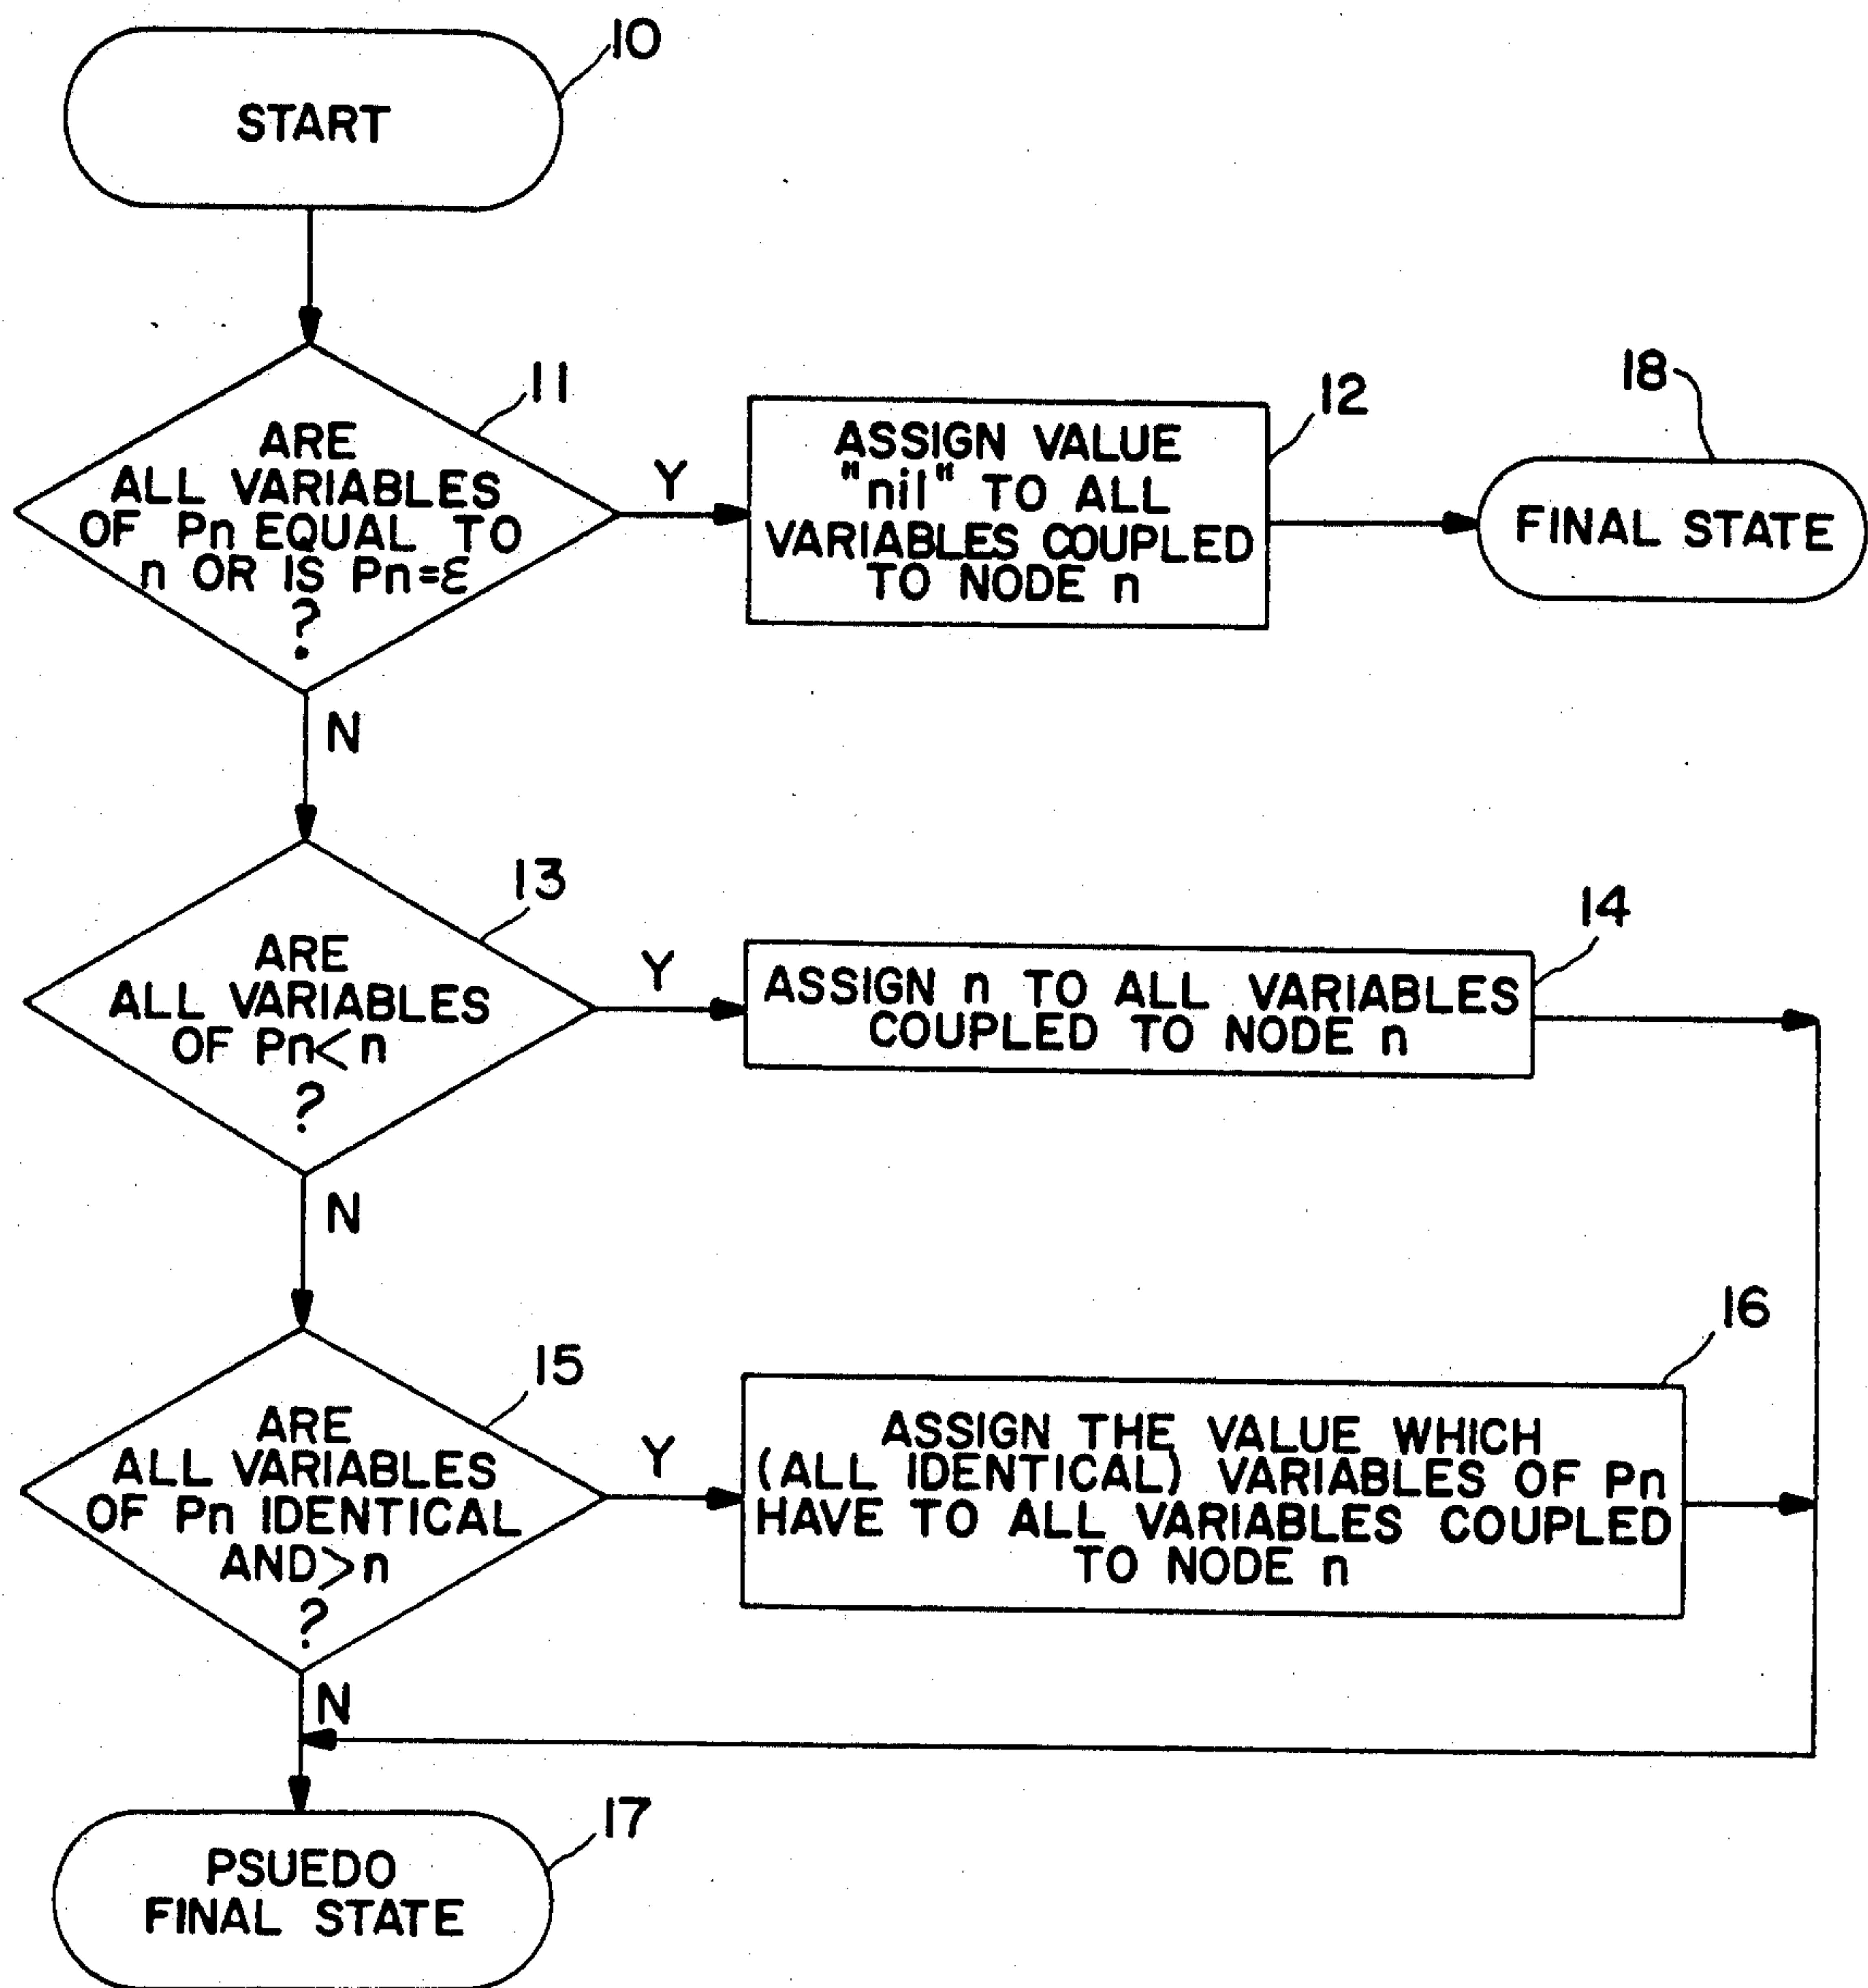 10
START
11
ARE
ALL VARIABLES
OF Pn EQUAL TO
n OR IS Pn=ε
?
Y
12
ASSIGN VALUE
"nil" TO ALL
VARIABLES COUPLED
TO NODE n
18
FINAL STATE
N
13
ARE
ALL VARIABLES
OF Pn<n
?
Y
14
ASSIGN n TO ALL VARIABLES
COUPLED TO NODE n
N
15
ARE
ALL VARIABLES
OF Pn IDENTICAL
AND>n
?
Y
16
ASSIGN THE VALUE WHICH
(ALL IDENTICAL) VARIABLES OF Pn
HAVE TO ALL VARIABLES COUPLED
TO NODE n
N
17
PSUEDO
FINAL STATE